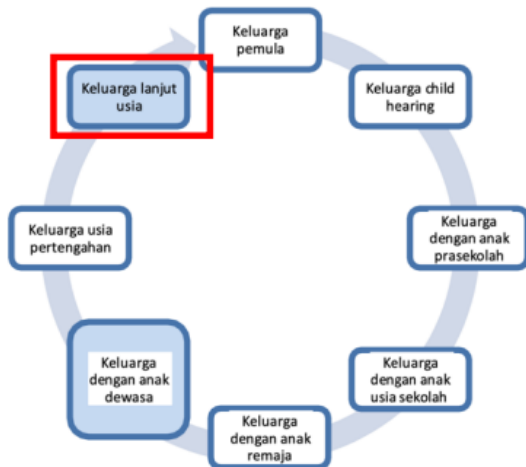 Keluarga
pemula
Keluarga child
hearing
Keluarga
dengan anak
prasekolah
Keluarga
dengan anak
usia sekolah
Keluarga
dengan anak
remaja
Keluarga
dengan anak
dewasa
Keluarga usia
pertengahan
Keluarga lanjut
usia